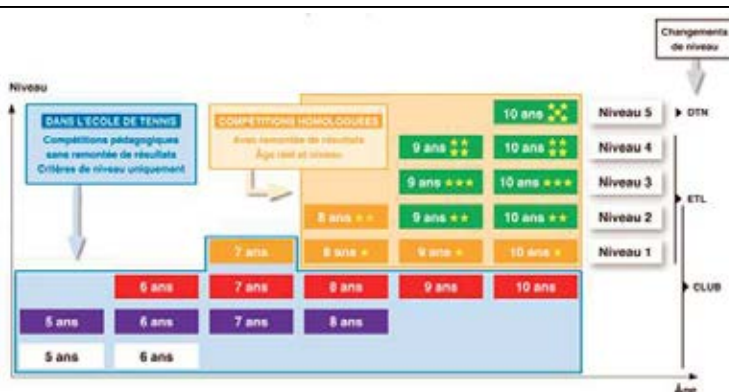 Changements
de niveau
Niveau
DANS L'ECOLE DE TENNIS
Compétitions pédagogiques
sans remontée de résultats
Critères de niveau uniquement
COMPÉTITIONS HOMOLOGUÉES
Avec remontée de résultats
Âge réel et niveau
10 ans ★★★★★ Niveau 5 DTN
9 ans ★★★★ 10 ans ★★★★ Niveau 4
9 ans ★★★ 10 ans ★★★ Niveau 3
ETL
8 ans ★★ 9 ans ★★ 10 ans ★★ Niveau 2
7 ans 8 ans ★ 9 ans ★ 10 ans ★ Niveau 1
6 ans 7 ans 8 ans 9 ans 10 ans CLUB
5 ans 6 ans 7 ans 8 ans
5 ans 6 ans
Âge